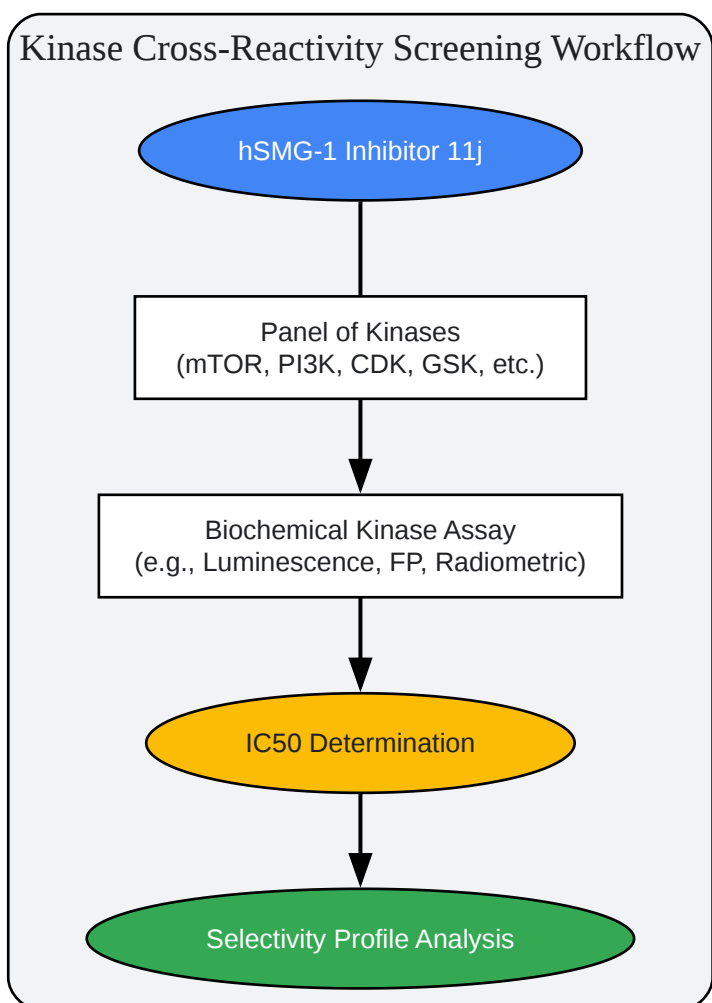 Kinase Cross-Reactivity Screening Workflow
hSMG-1 Inhibitor 11j
Panel of Kinases
(mTOR, PI3K, CDK, GSK, etc.)
Biochemical Kinase Assay
(e.g., Luminescence, FP, Radiometric)
IC50 Determination
Selectivity Profile Analysis